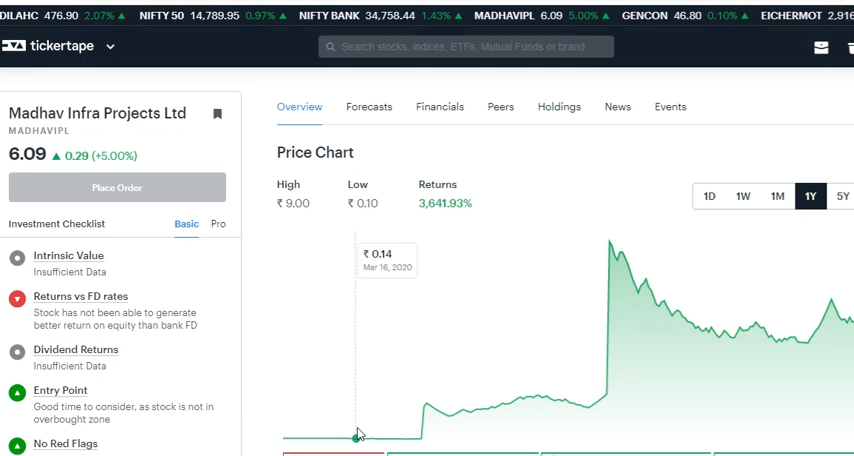 DILAHC 476.90 2.07% ▲ NIFTY 50 14,789.95 0.97% ▲ NIFTY BANK 34,758.44 1.43% ▲ MADHAVIPL 6.09 5.00% ▲ GENCON 46.80 0.10% ▲ EICHERMOT 2,916
tickertape
Search stocks, indices, ETFs, Mutual Funds or brand
Madhav Infra Projects Ltd
MADHAVIPL
6.09 ▲ 0.29 (+5.00%)
Place Order
Investment Checklist Basic Pro
Intrinsic Value
Insufficient Data
Returns vs FD rates
Stock has not been able to generate
better return on equity than bank FD
Dividend Returns
Insufficient Data
Entry Point
Good time to consider, as stock is not in
overbought zone
No Red Flags
Overview Forecasts Financials Peers Holdings News Events
Price Chart
High Low Returns
₹ 9.00 ₹ 0.10 3,641.93%
1D 1W 1M 1Y 5Y
₹ 0.14
Mar 16, 2020